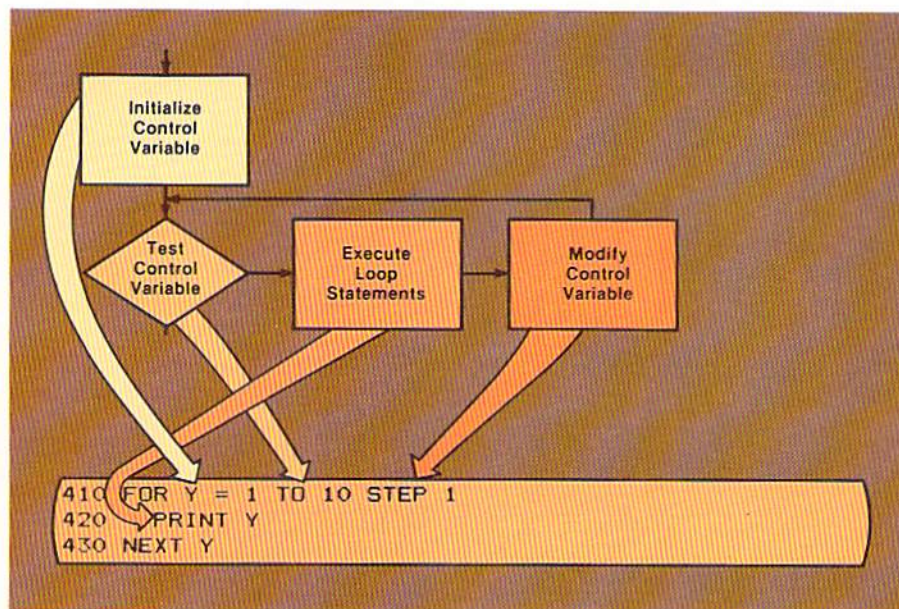 Initialize
Control
Variable
Test
Control
Variable
Execute
Loop
Statements
Modify
Control
Variable
410 FOR Y = 1 TO 10 STEP 1
420 PRINT Y
430 NEXT Y